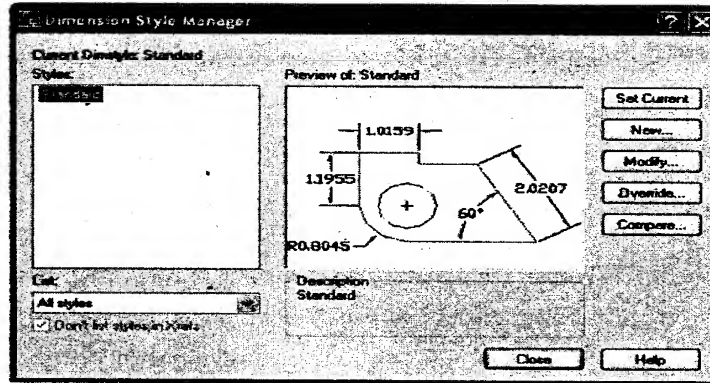 Dimension Style Manager
Current Dimstyle: Standard
Styles:
Standard
Preview of: Standard
1.0159
1.1955
2.0207
60°
R0.8045
Set Current
New...
Modify...
Override...
Compare...
List:
All styles
Don't list styles in Xrefs
Description
Standard
Close
Help